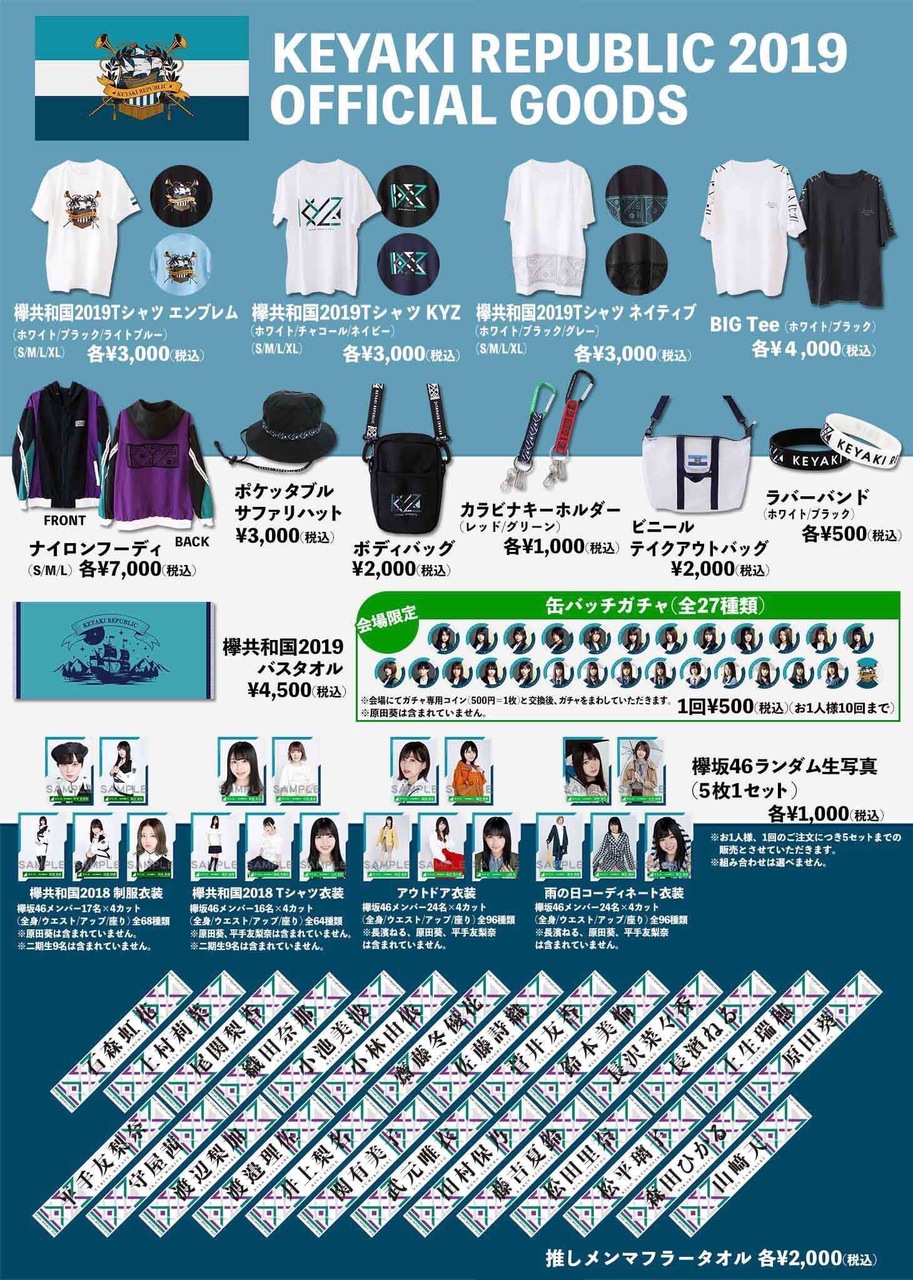 KEYAKI REPUBLIC
KEYAKI REPUBLIC 2019
OFFICIAL GOODS
KYZ
欅共和国2019Tシャツ エンブレム
(ホワイト/ブラック/ライトブルー)
(S/M/L/XL) 各¥3,000(税込)
欅共和国2019Tシャツ KYZ
(ホワイト/チャコール/ネイビー)
(S/M/L/XL) 各¥3,000(税込)
欅共和国2019Tシャツ ネイティブ
(ホワイト/ブラック/グレー)
(S/M/L/XL) 各¥3,000(税込)
BIG Tee (ホワイト/ブラック)
各¥4,000(税込)
FRONT
BACK
ナイロンフーディ
(S/M/L) 各¥7,000(税込)
ポケッタブル
サファリハット
¥3,000(税込)
KYZ
ボディバッグ
¥2,000(税込)
カラビナキーホルダー
(レッド/グリーン)
各¥1,000(税込)
ビニール
テイクアウトバッグ
¥2,000(税込)
KEYAKI
KEYAKI RE
ラバーバンド
(ホワイト/ブラック)
各¥500(税込)
KEYAKI REPUBLIC
欅共和国2019
バスタオル
¥4,500(税込)
会場限定
缶バッチガチャ(全27種類)
※会場にてガチャ専用コイン(500円=1枚)と交換後、ガチャをまわしていただきます。
※原田葵は含まれていません。
1回¥500(税込)(お1人様10回まで)
SAMPLE
欅坂46ランダム生写真
(5枚1セット)
各¥1,000(税込)
※お1人様、1回のご注文につき5セットまでの
販売とさせていただきます。
※組み合わせは選べません。
欅共和国2018 制服衣装
欅坂46メンバー17名×4カット
(全身/ウエスト/アップ/座り)全68種類
※原田葵は含まれていません。
※二期生9名は含まれていません。
欅共和国2018 Tシャツ衣装
欅坂46メンバー16名×4カット
(全身/ウエスト/アップ/座り)全64種類
※原田葵、平手友梨奈は含まれていません。
※二期生9名は含まれていません。
アウトドア衣装
欅坂46メンバー24名×4カット
(全身/ウエスト/アップ/座り)全96種類
※長濱ねる、原田葵、平手友梨奈
は含まれていません。
雨の日コーディネート衣装
欅坂46メンバー24名×4カット
(全身/ウエスト/アップ/座り)全96種類
※長濱ねる、原田葵、平手友梨奈
は含まれていません。
石森虹花
上村莉菜
尾関梨香
織田奈那
小池美波
小林由依
齋藤冬優花
佐藤詩織
菅井友香
鈴木美愉
長沢菜々香
長濱ねる
土生瑞穂
原田葵
平手友梨奈
守屋茜
渡辺梨加
渡邉理佐
井上梨名
関有美子
武元唯衣
田村保乃
藤吉夏鈴
松田里奈
松平璃子
森田ひかる
山﨑天
推しメンマフラータオル 各¥2,000(税込)